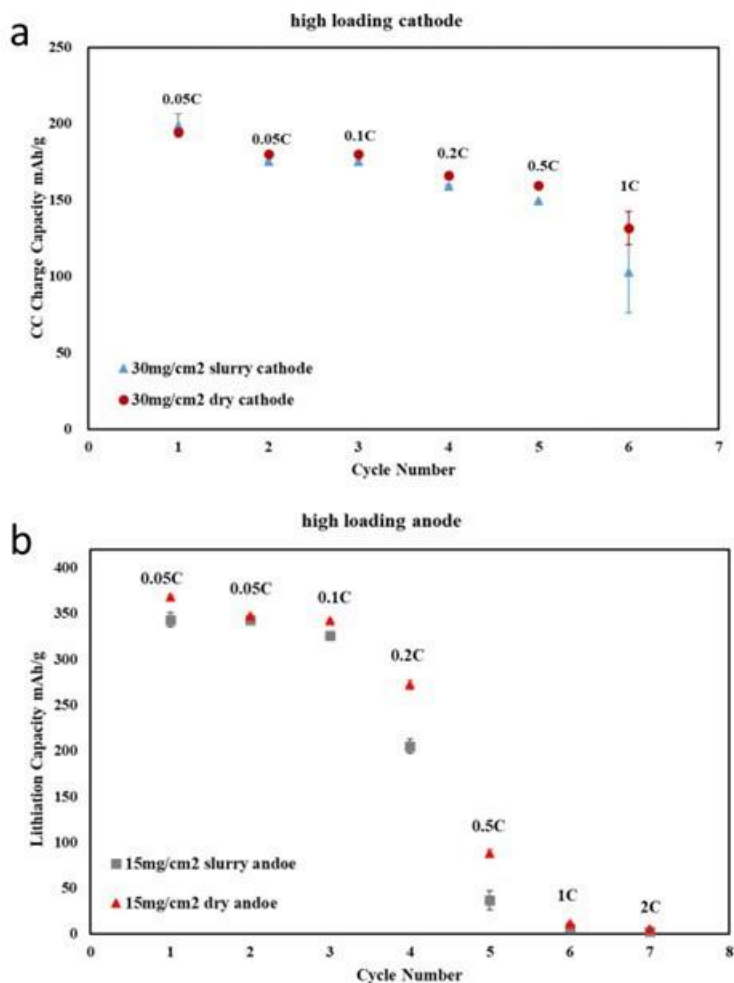 a
high loading cathode
250
200
150
100
50
0
CC Charge Capacity mAh/g
0.05C
0.05C
0.1C
0.2C
0.5C
1C
30mg/cm2 slurry cathode
30mg/cm2 dry cathode
0 1 2 3 4 5 6 7
Cycle Number
b
high loading anode
400
350
300
250
200
150
100
50
0
Lithiation Capacity mAh/g
0.05C
0.05C
0.1C
0.2C
0.5C
1C
2C
15mg/cm2 slurry andoe
15mg/cm2 dry andoe
0 1 2 3 4 5 6 7 8
Cycle Number